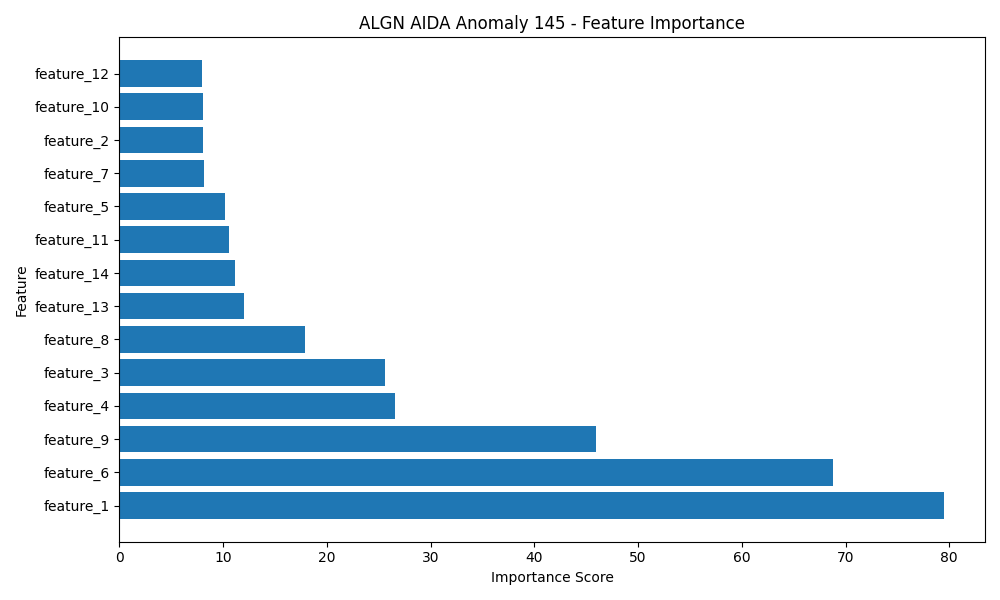 ALGN AIDA Anomaly 145 - Feature Importance
Feature
feature_12
feature_10
feature_2
feature_7
feature_5
feature_11
feature_14
feature_13
feature_8
feature_3
feature_4
feature_9
feature_6
feature_1
0 10 20 30 40 50 60 70 80
Importance Score